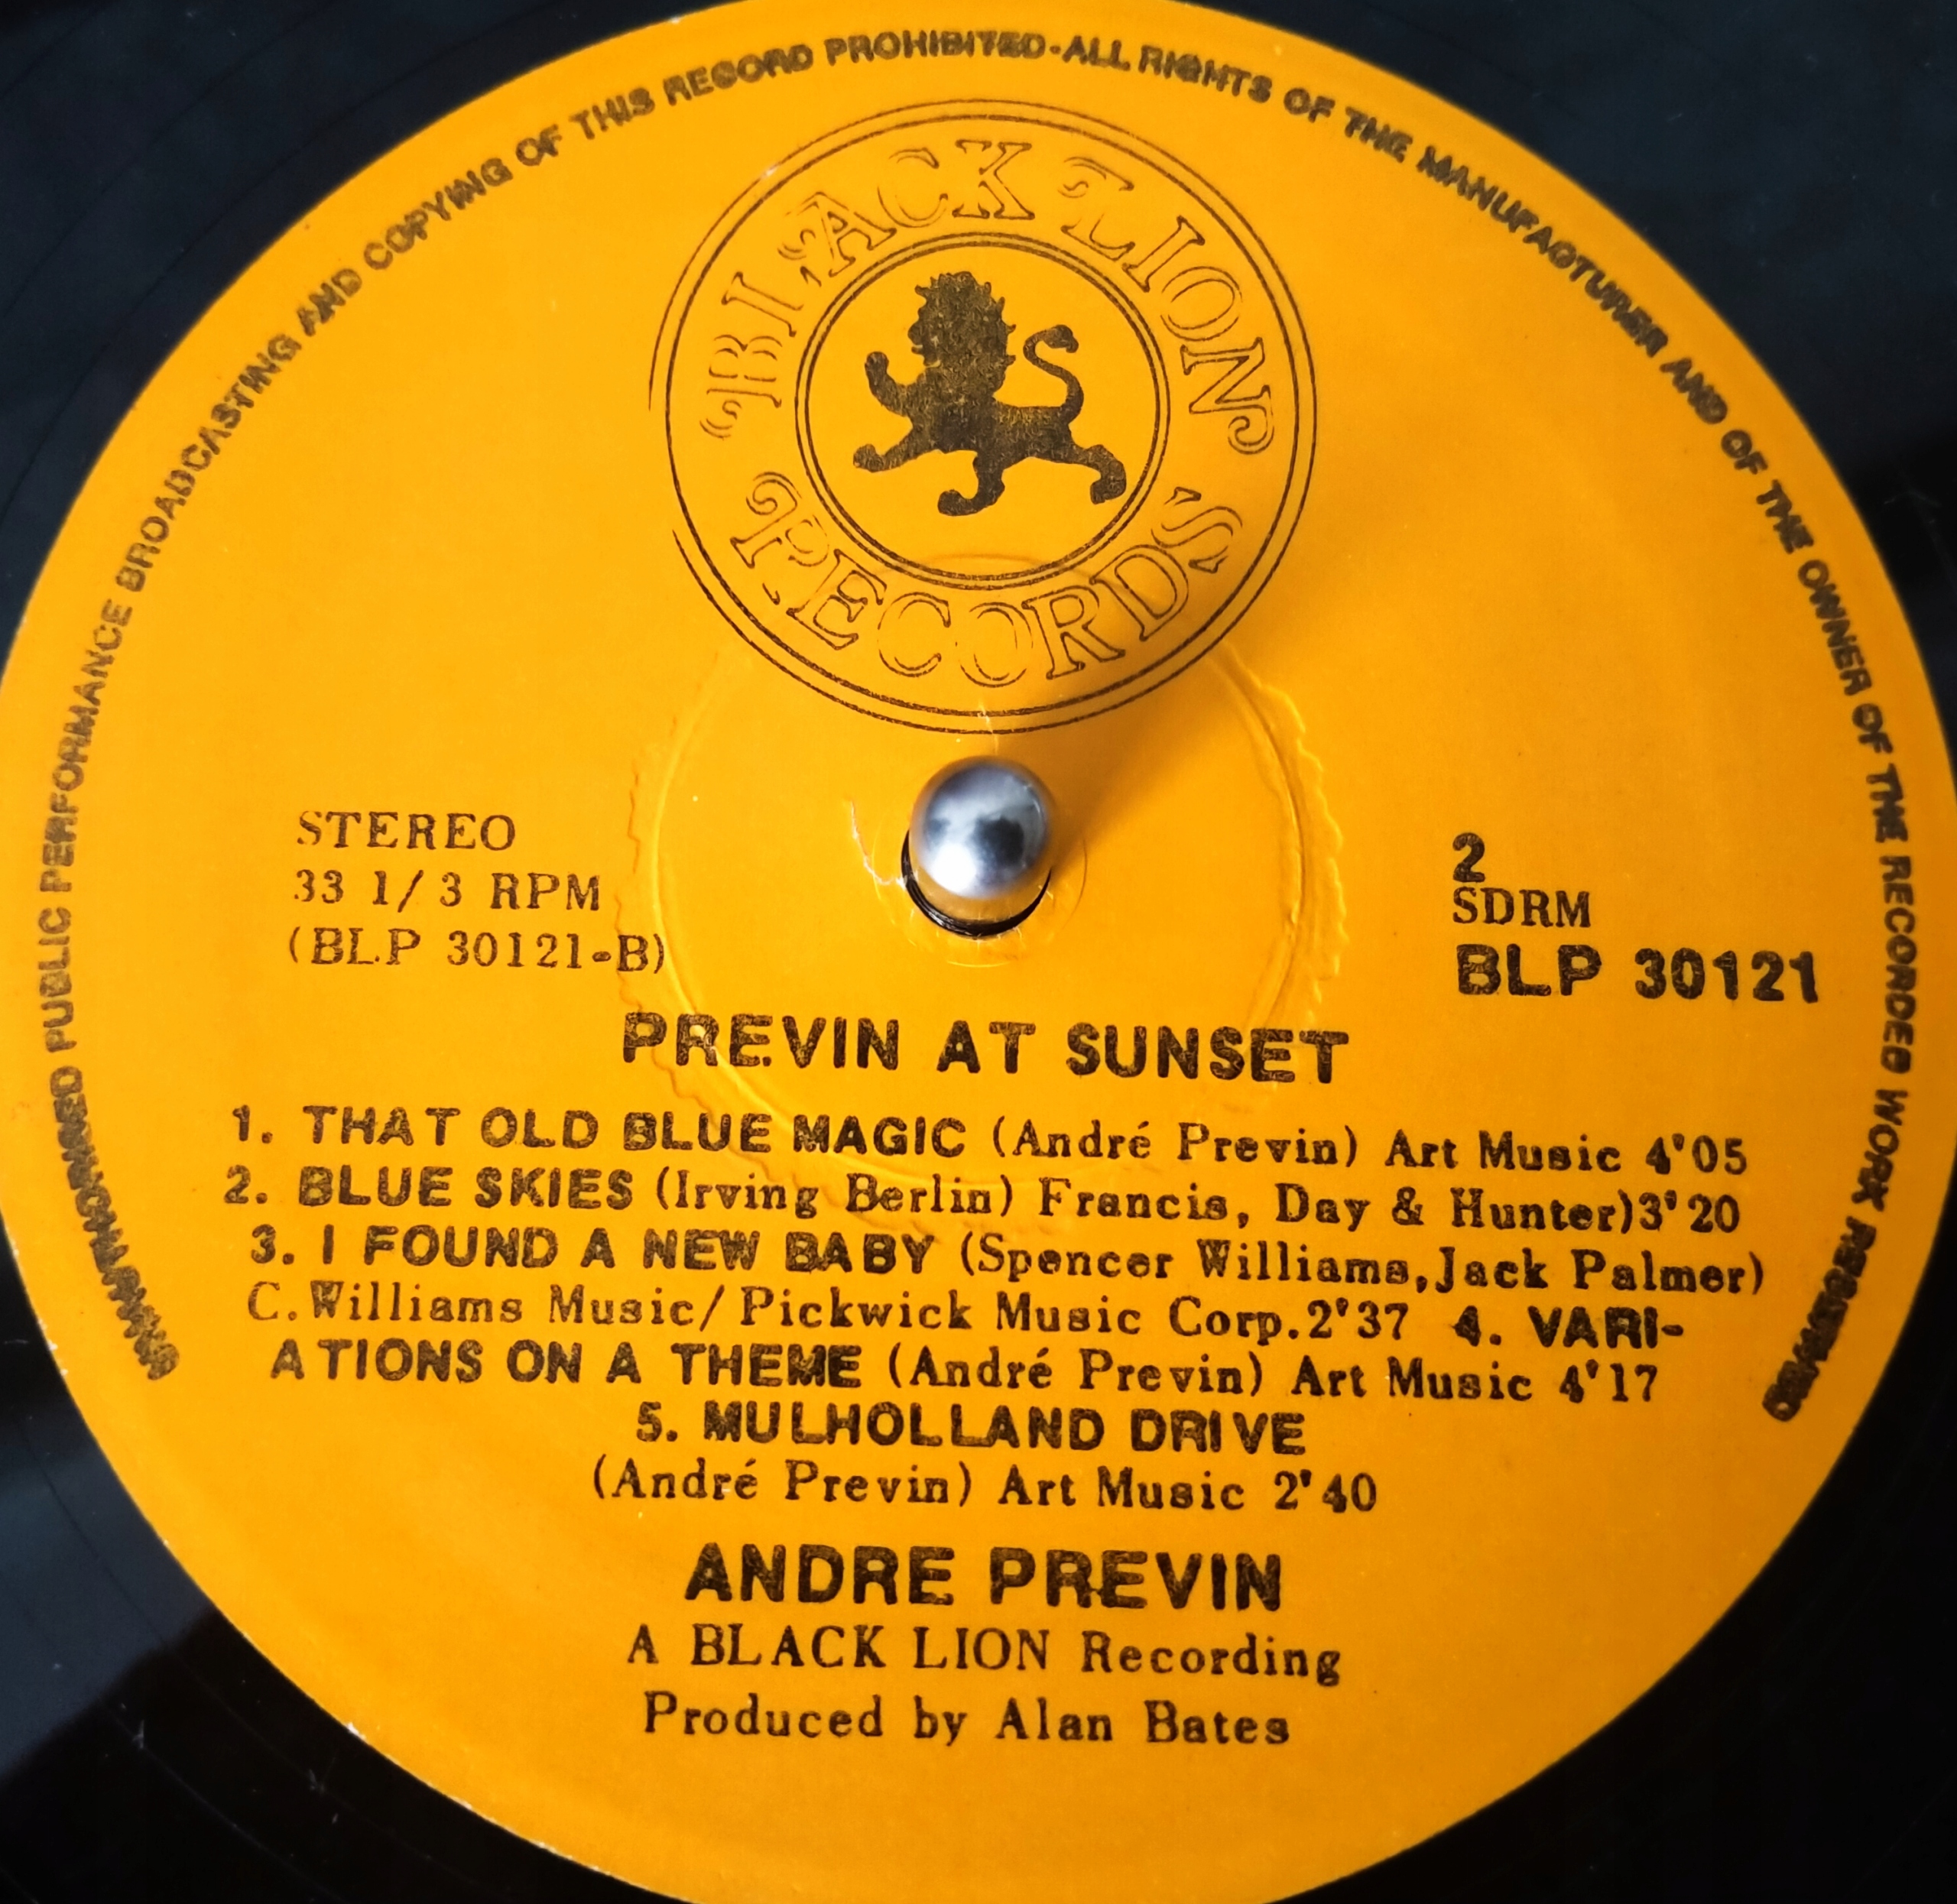 UNAUTHORISED PUBLIC PERFORMANCE BROADCASTING AND COPYING OF THIS RECORD PROHIBITED-ALL RIGHTS OF THE MANUFACTURER AND OF THE OWNER OF THE RECORDED WORK RESERVED
BLACK LION
RECORDS
STEREO
33 1/3 RPM
(BLP 30121-B)
2
SDRM
BLP 30121
PREVIN AT SUNSET
1. THAT OLD BLUE MAGIC (André Previn) Art Music 4'05
2. BLUE SKIES (Irving Berlin) Francis, Day & Hunter)3'20
3. I FOUND A NEW BABY (Spencer Williams,Jack Palmer)
C.Williams Music/Pickwick Music Corp.2'37 4. VARI-
ATIONS ON A THEME (André Previn) Art Music 4'17
5. MULHOLLAND DRIVE
(André Previn) Art Music 2'40
ANDRE PREVIN
A BLACK LION Recording
Produced by Alan Bates